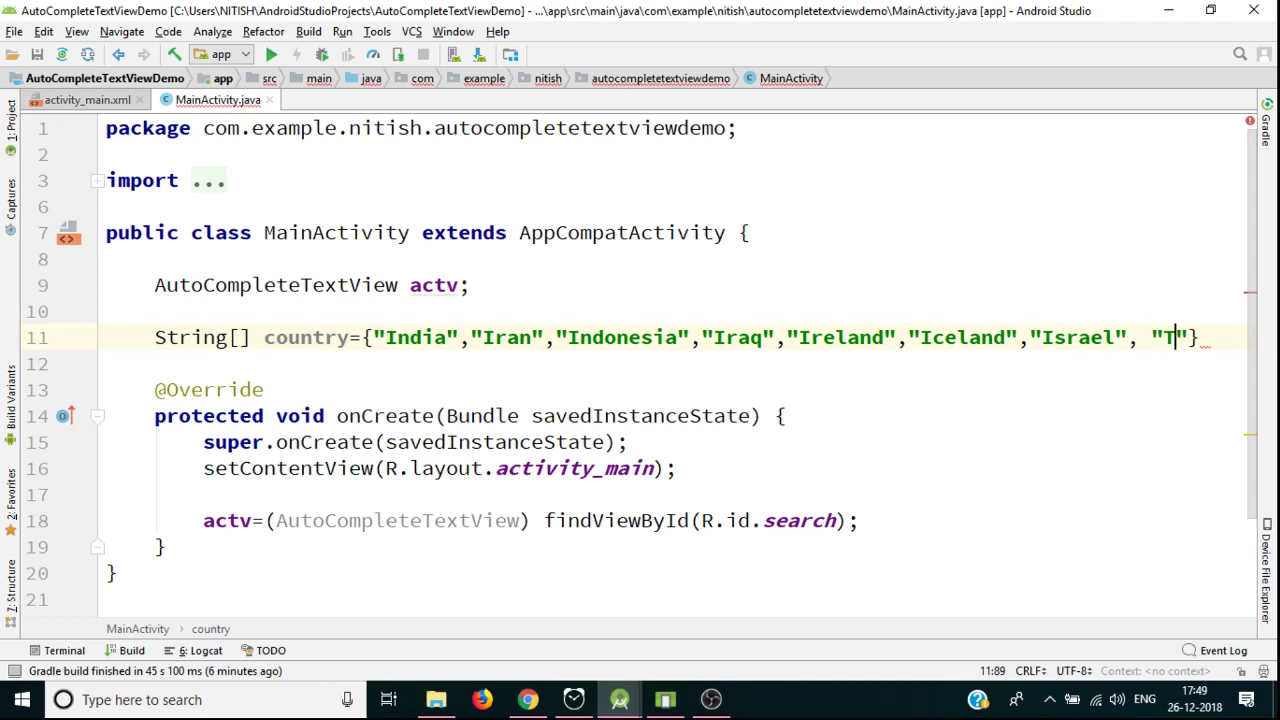 AutoCompleteTextViewDemo [C:\Users\NITISH\AndroidStudioProjects\AutoCompleteTextViewDemo] - ...\app\src\main\java\com\example\nitish\autocompletetextviewdemo\MainActivity.java [app] - Android Studio
File Edit View Navigate Code Analyze Refactor Build Run Tools VCS Window Help
app
AutoCompleteTextViewDemo app src main java com example nitish autocompletetextviewdemo MainActivity
activity_main.xml MainActivity.java
1: Project
Captures
Build Variants
2: Favorites
7: Structure
1 package com.example.nitish.autocompletetextviewdemo;
2
3 import ...
6
7 public class MainActivity extends AppCompatActivity {
8
9 AutoCompleteTextView actv;
10
11 String[] country={"India","Iran","Indonesia","Iraq","Ireland","Iceland","Israel", "T"}
12
13 @Override
14 protected void onCreate(Bundle savedInstanceState) {
15 super.onCreate(savedInstanceState);
16 setContentView(R.layout.activity_main);
17
18 actv=(AutoCompleteTextView) findViewById(R.id.search);
19 }
20 }
21
Gradle
Device File Explorer
MainActivity country
Terminal Build 6: Logcat TODO Event Log
Gradle build finished in 45 s 100 ms (6 minutes ago) 11:89 CRLF UTF-8 Context: <no context>
Type here to search ENG 17:49
26-12-2018